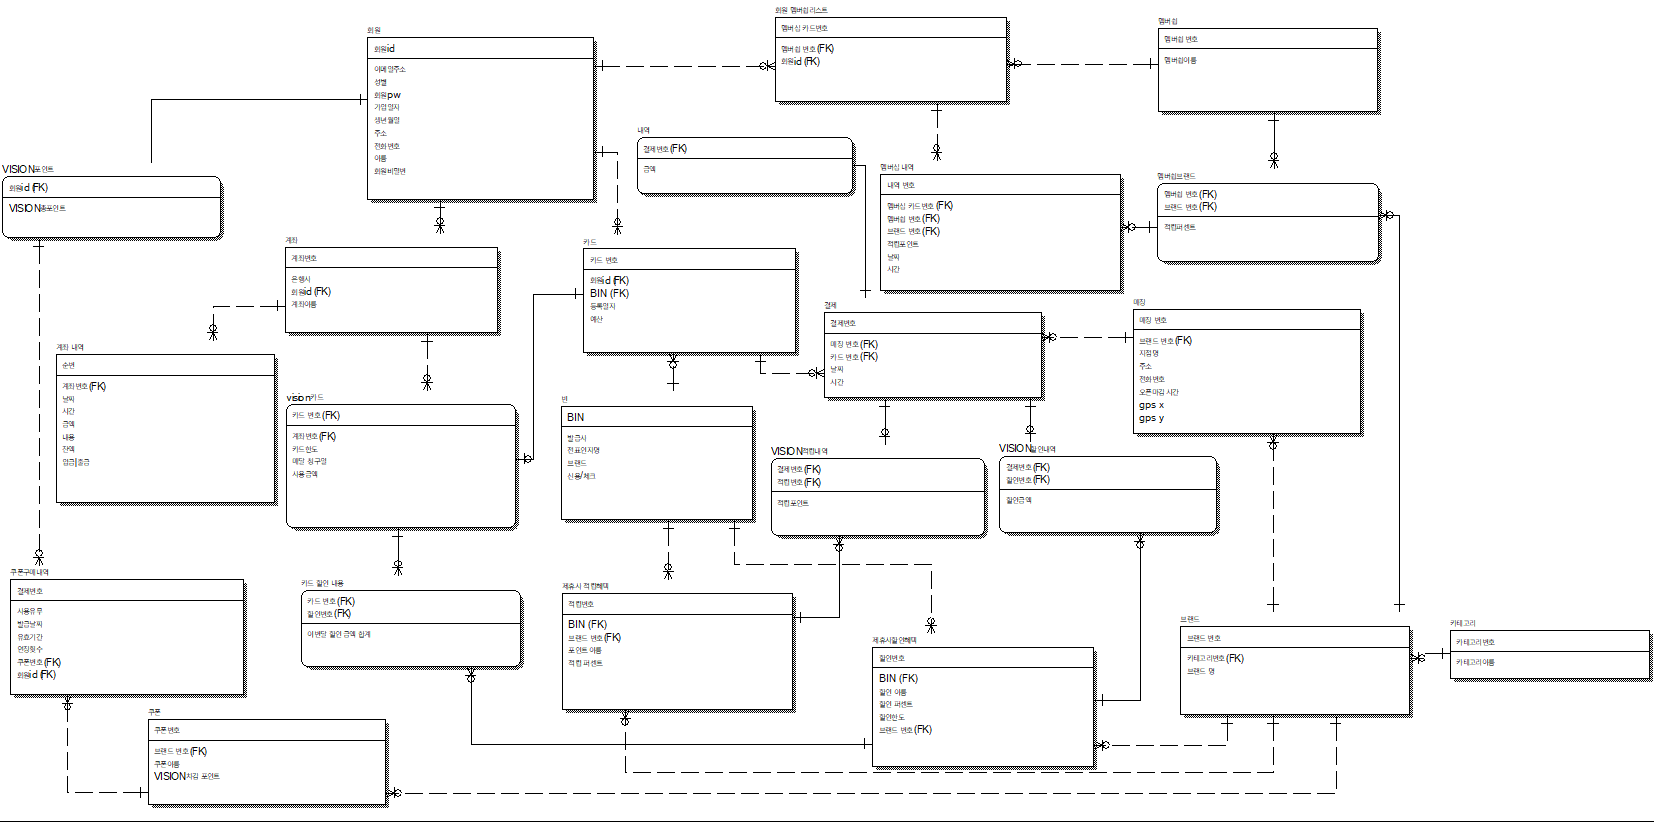 회원
회원id
이메일주소
성별
회원pw
가입일지
생년월일
주소
전화번호
이름
회원비밀번
회원 멤버쉽리스트
멤버십 카드번호
멤버쉽 번호(FK)
회원id (FK)
멤버쉽
멤버쉽 번호
멤버쉽이름
내역
결제번호(FK)
금액
VISION포인트
회원id (FK)
VISION총포인트
멤버십 내역
내역 번호
멤버십 카드번호(FK)
멤버쉽 번호(FK)
브랜드 번호(FK)
적립포인트
날짜
시간
멤버쉽브랜드
멤버쉽 번호(FK)
브랜드 번호(FK)
적립퍼센트
계좌
계좌번호
은행사
회원id (FK)
계좌이름
카드
카드 번호
회원id (FK)
BIN (FK)
등록일지
예산
결제
결제번호
매장 번호(FK)
카드 번호(FK)
날짜
시간
매장
매장 번호
브랜드 번호(FK)
지점명
주소
전화번호
오픈마감 시간
gps x
gps y
계좌 내역
순번
계좌번호(FK)
날짜
시간
금액
내용
잔액
입금|출금
vision카드
카드 번호(FK)
계좌번호(FK)
카드한도
매달 청구일
사용금액
빈
BIN
발급사
전표인지명
브랜드
신용/체크
VISION적립내역
결제번호(FK)
적립번호(FK)
적립포인트
VISION할인내역
결제번호(FK)
할인번호(FK)
할인금액
쿠폰구매내역
결제번호
사용유무
발급날짜
유효기간
연장횟수
쿠폰번호(FK)
회원id (FK)
카드 할인 내용
카드 번호(FK)
할인번호(FK)
이번달 할인 금액 합계
제휴사 적립혜택
적립번호
BIN (FK)
브랜드 번호(FK)
포인트 이름
적립 퍼센트
제휴사할인혜택
할인번호
BIN (FK)
할인 이름
할인 퍼센트
할인한도
브랜드 번호(FK)
브랜드
브랜드 번호
카테고리번호(FK)
브랜드 명
카테고리
카테고리번호
카테고리이름
쿠폰
쿠폰번호
브랜드 번호(FK)
쿠폰이름
VISION차감 포인트